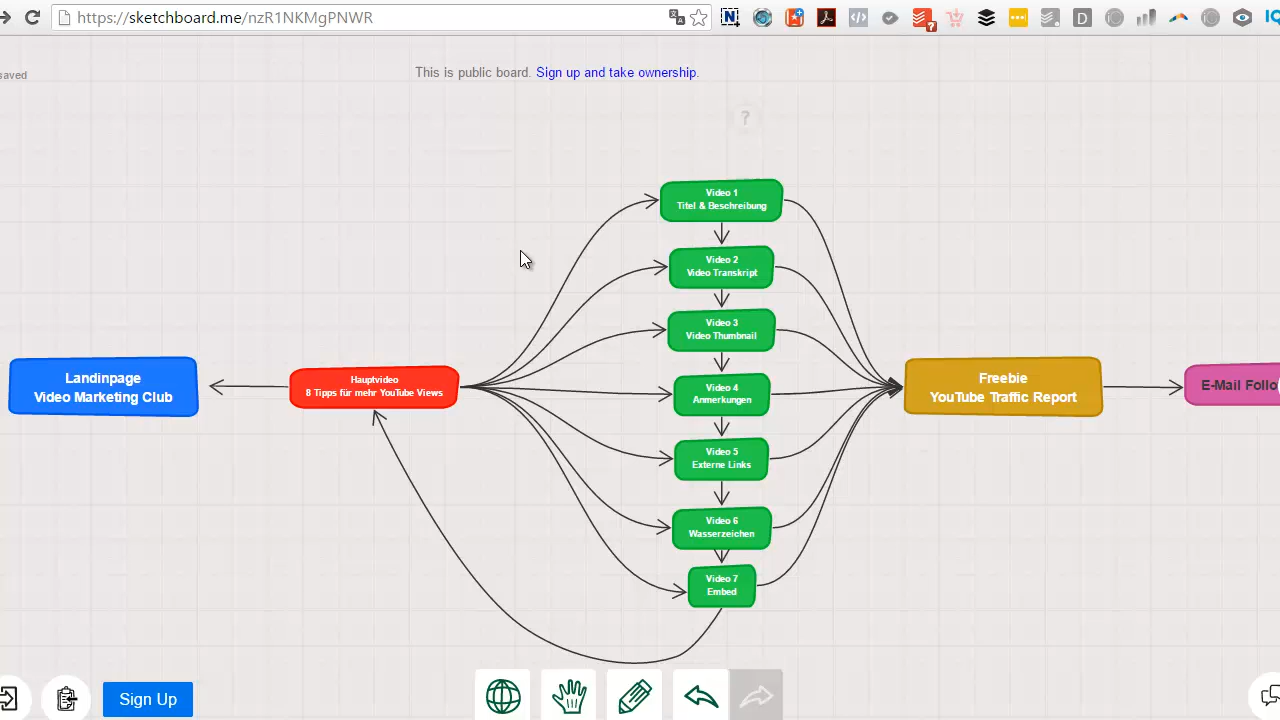 https://sketchboard.me/nzR1NKMgPNWR
7
D
saved
This is public board. Sign up and take ownership.
?
Video 1
Titel & Beschreibung
Video 2
Video Transkript
Video 3
Video Thumbnail
Landinpage
Video Marketing Club
Hauptvideo
8 Tipps für mehr YouTube Views
Video 4
Anmerkungen
Freebie
YouTube Traffic Report
E-Mail Follo
Video 5
Externe Links
Video 6
Wasserzeichen
Video 7
Embed
Sign Up